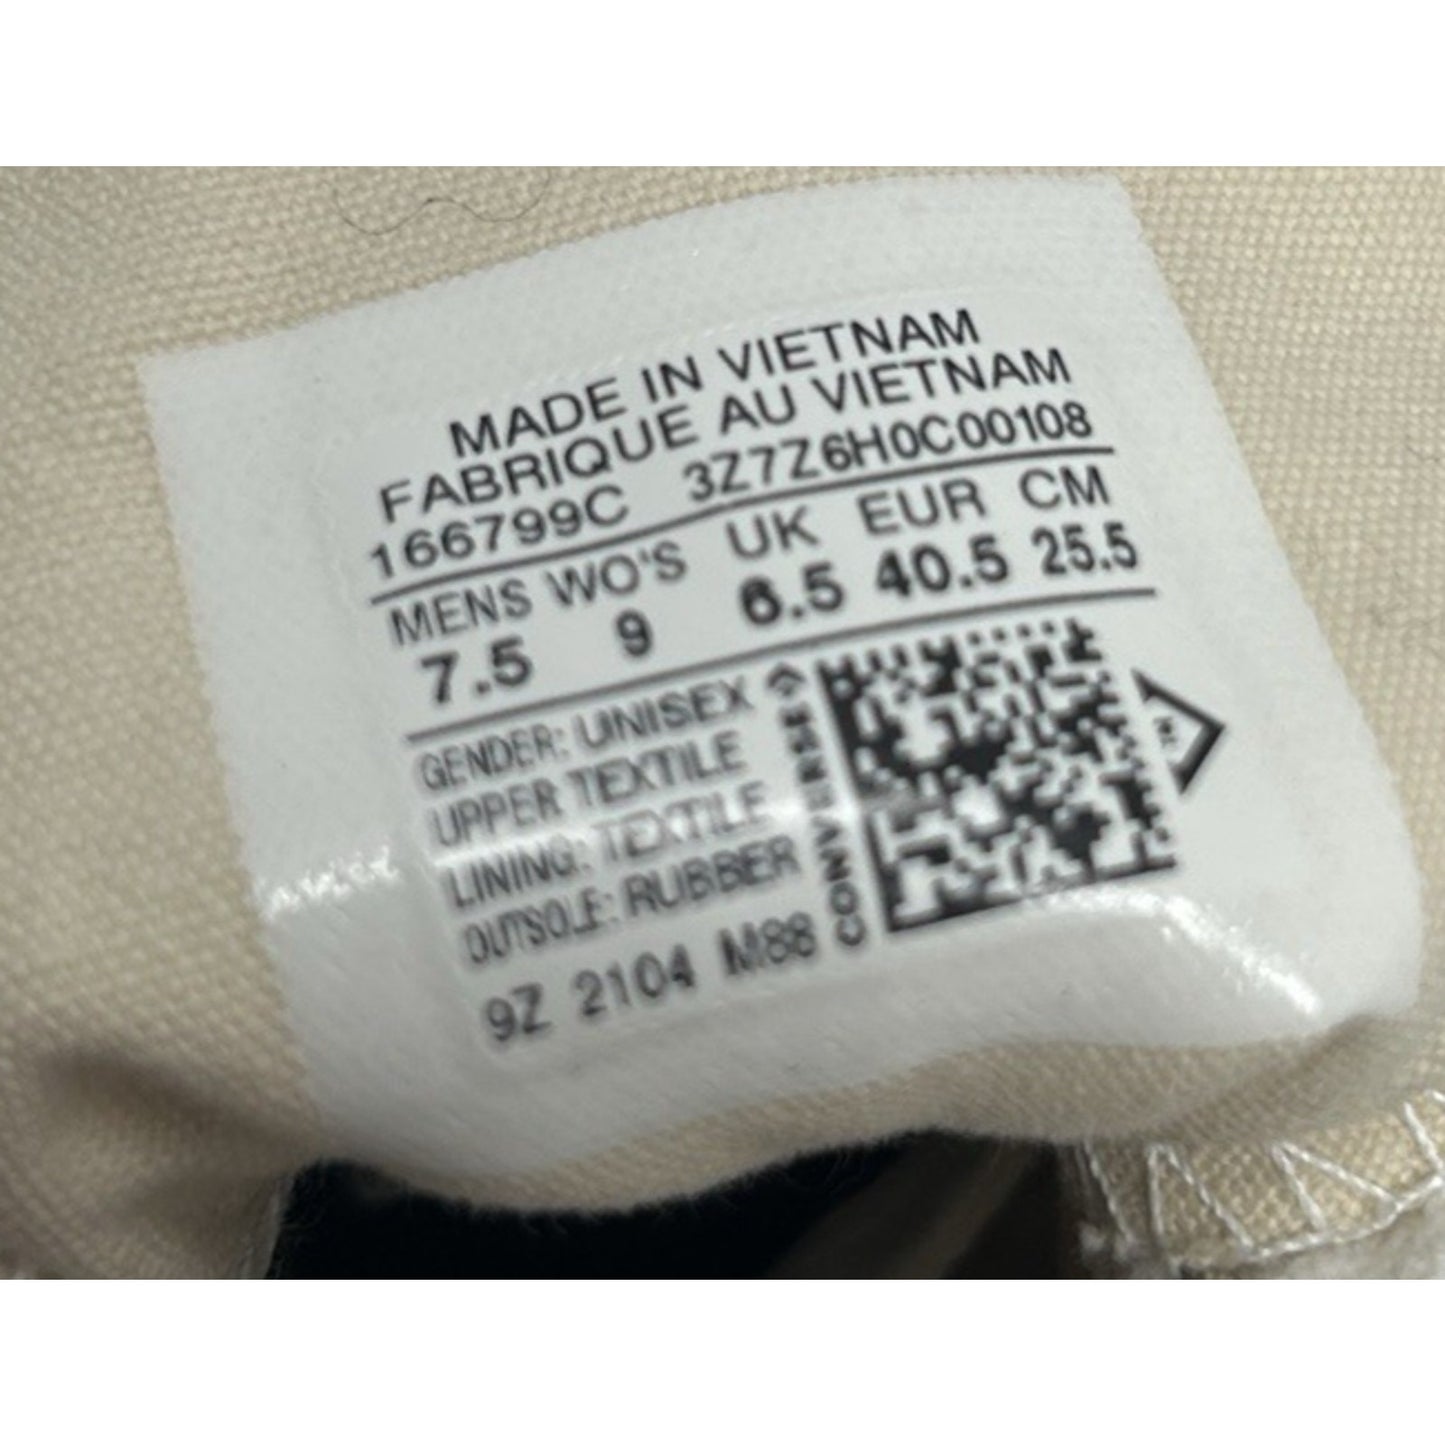 MADE IN VIETNAM
FABRIQUE AU VIETNAM
166799C 3Z7Z6H0C00108
MENS WO'S UK EUR CM
7.5 9 6.5 40.5 25.5
GENDER: UNISEX
UPPER TEXTILE
LINING: TEXTILE
OUTSOLE: RUBBER
9Z 2104 M88
CONVERSE